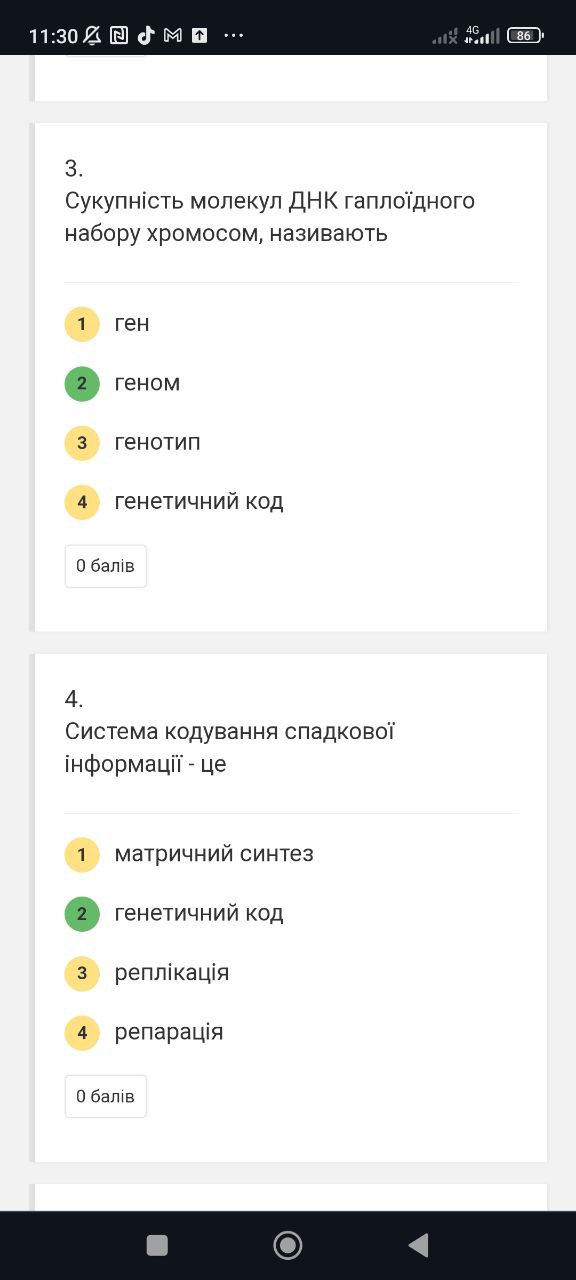 11:30
4G
86
3.
Сукупність молекул ДНК гаплоїдного
набору хромосом, називають
1 ген
2 геном
3 генотип
4 генетичний код
0 балів
4.
Система кодування спадкової
інформації - це
1 матричний синтез
2 генетичний код
3 реплікація
4 репарація
0 балів